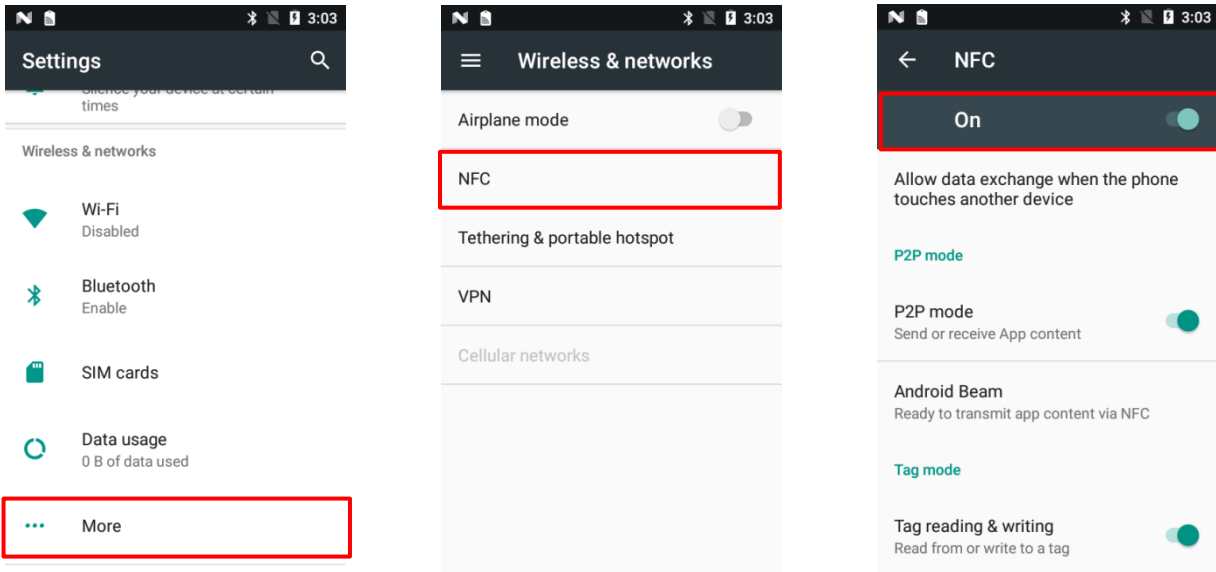 3:03
Settings
Silence your device at certain
times
Wireless & networks
Wi-Fi
Disabled
Bluetooth
Enable
SIM cards
Data usage
0 B of data used
More
3:03
Wireless & networks
Airplane mode
NFC
Tethering & portable hotspot
VPN
Cellular networks
3:03
NFC
On
Allow data exchange when the phone
touches another device
P2P mode
P2P mode
Send or receive App content
Android Beam
Ready to transmit app content via NFC
Tag mode
Tag reading & writing
Read from or write to a tag